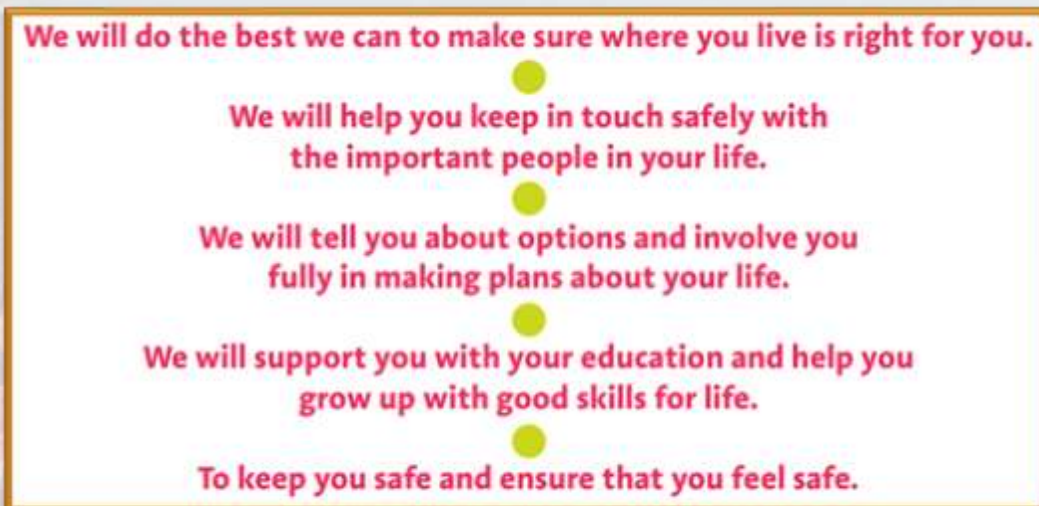 We will do the best we can to make sure where you live is right for you.
We will help you keep in touch safely with
the important people in your life.
We will tell you about options and involve you
fully in making plans about your life.
We will support you with your education and help you
grow up with good skills for life.
To keep you safe and ensure that you feel safe.